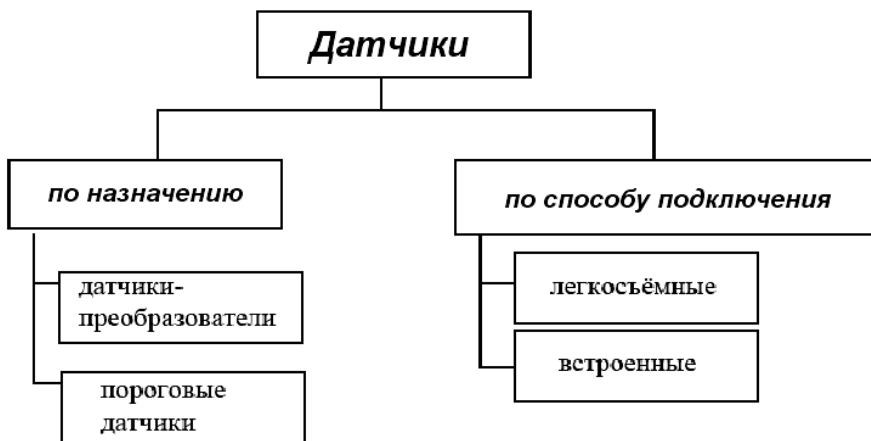 Датчики
по назначению
по способу подключения
датчики-
преобразователи
легкосъёмные
встроенные
пороговые
датчики